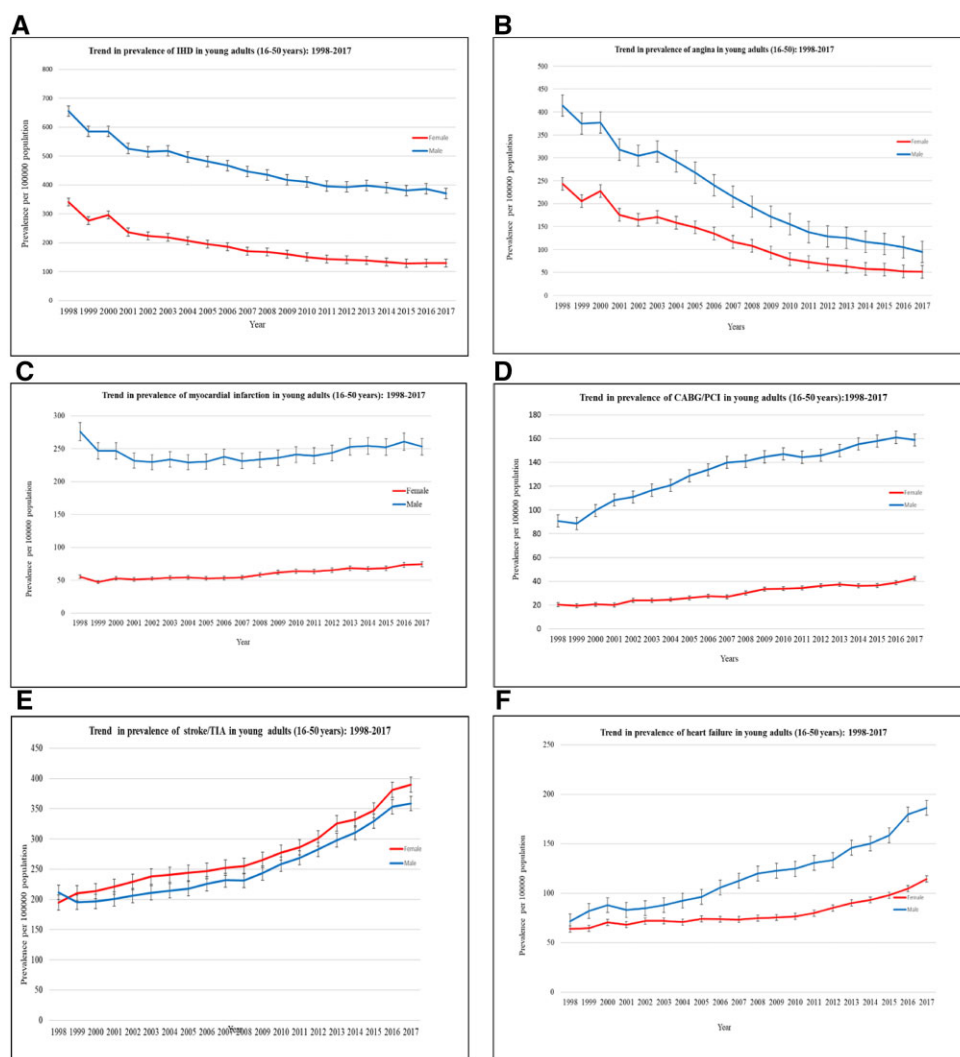 A
Trend in prevalence of IHD in young adults (16-50 years): 1998-2017
Prevalence per 100000 population
800
700
600
500
400
300
200
100
0
Female
Male
1998 1999 2000 2001 2002 2003 2004 2005 2006 2007 2008 2009 2010 2011 2012 2013 2014 2015 2016 2017
Year
B
Trend in prevalence of angina in young adults (16-50): 1998-2017
Prevalence per 100000 population
500
450
400
350
300
250
200
150
100
50
0
Female
Male
1998 1999 2000 2001 2002 2003 2004 2005 2006 2007 2008 2009 2010 2011 2012 2013 2014 2015 2016 2017
Years
C
Trend in prevalence of myocardial infarction in young adults (16-50 years): 1998-2017
Prevalence per 100000 population
300
250
200
150
100
50
0
Female
Male
1998 1999 2000 2001 2002 2003 2004 2005 2006 2007 2008 2009 2010 2011 2012 2013 2014 2015 2016 2017
Year
D
Trend in prevalence of CABG/PCI in young adults (16-50 years):1998-2017
Prevalence per 100000 population
180
160
140
120
100
80
60
40
20
0
Female
Male
1998 1999 2000 2001 2002 2003 2004 2005 2006 2007 2008 2009 2010 2011 2012 2013 2014 2015 2016 2017
Years
E
Trend in prevalence of stroke/TIA in young adults (16-50 years): 1998-2017
Prevalence per 100000 population
450
400
350
300
250
200
150
100
50
0
Female
Male
1998 1999 2000 2001 2002 2003 2004 2005 2006 2007 2008 2009 2010 2011 2012 2013 2014 2015 2016 2017
Year
F
Trend in prevalence of heart failure in young adults (16-50 years): 1998-2017
Prevalence per 100000 population
250
200
150
100
50
0
Female
Male
1998 1999 2000 2001 2002 2003 2004 2005 2006 2007 2008 2009 2010 2011 2012 2013 2014 2015 2016 2017
Year